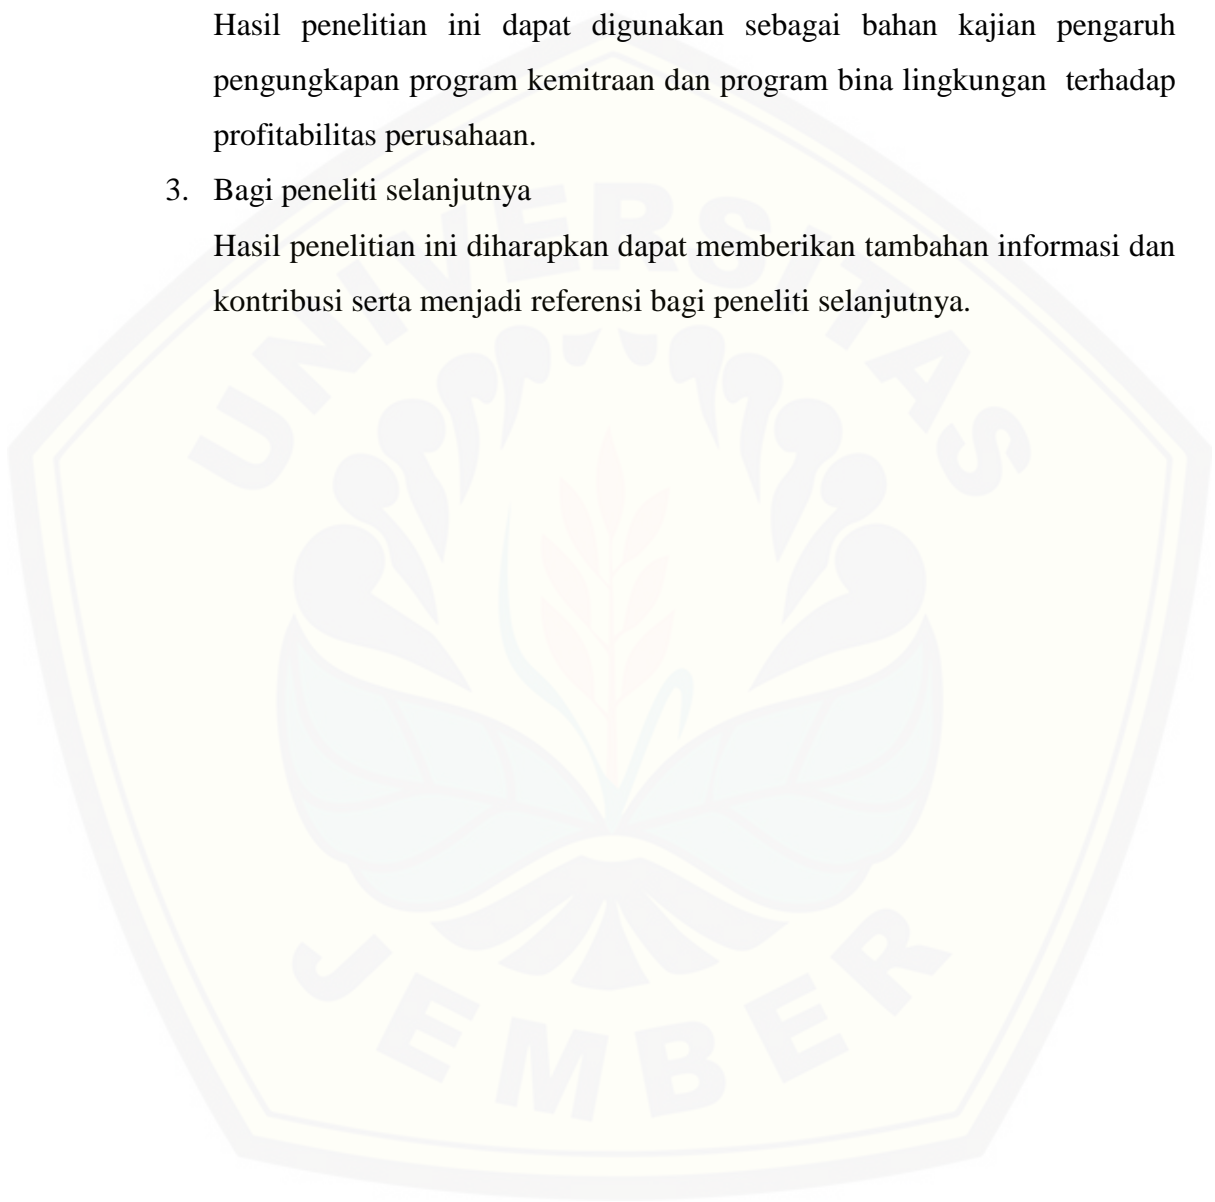 Hasil penelitian ini dapat digunakan sebagai bahan kajian pengaruh
pengungkapan program kemitraan dan program bina lingkungan terhadap
profitabilitas perusahaan.
3. Bagi peneliti selanjutnya
Hasil penelitian ini diharapkan dapat memberikan tambahan informasi dan
kontribusi serta menjadi referensi bagi peneliti selanjutnya.
UNIVERSITAS
JEMBER